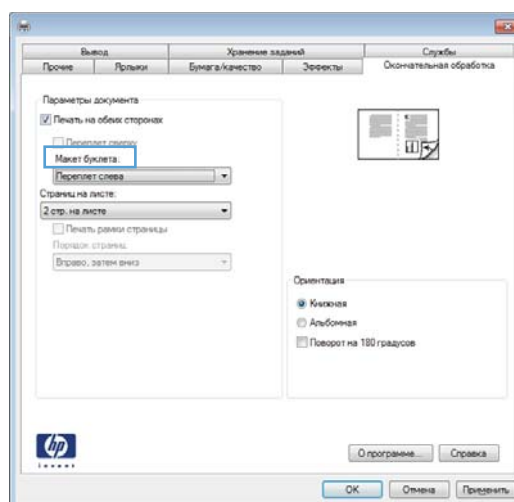 Вывод Хранение заданий Службы
Прочие Ярлыки Бумага/качество Эффекты Окончательная обработка
Параметры документа
Печать на обеих сторонах
Переплет сверху
Макет буклета:
Переплет слева
Страниц на листе:
2 стр. на листе
Печать рамки страницы
Порядок страниц:
Вправо, затем вниз
Ориентация
Книжная
Альбомная
Поворот на 180 градусов
hp
invent
О программе... Справка
OK Отмена Применить